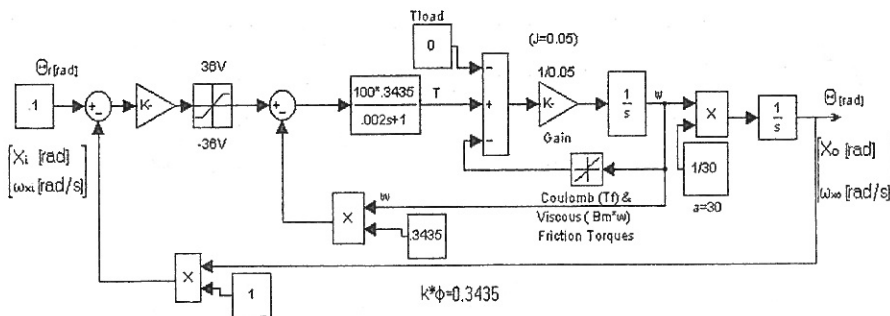 Tload
0
(J=0.05)
Θr[rad]
36V
100*.3435
.002s+1
T
1/0.05
Θ [rad]
.1
+
-
K-
+
-
-
+
-
K-
1
s
w
X
1
s
-36V
Gain
Xi [rad]
ωxi [rad/s]
1/30
a=30
Xo [rad]
ωxo [rad/s]
Coulomb (Tf) &
Viscous ( Bm*w)
Friction Torques
w
X
.3435
X
1
k*ϕ=0.3435